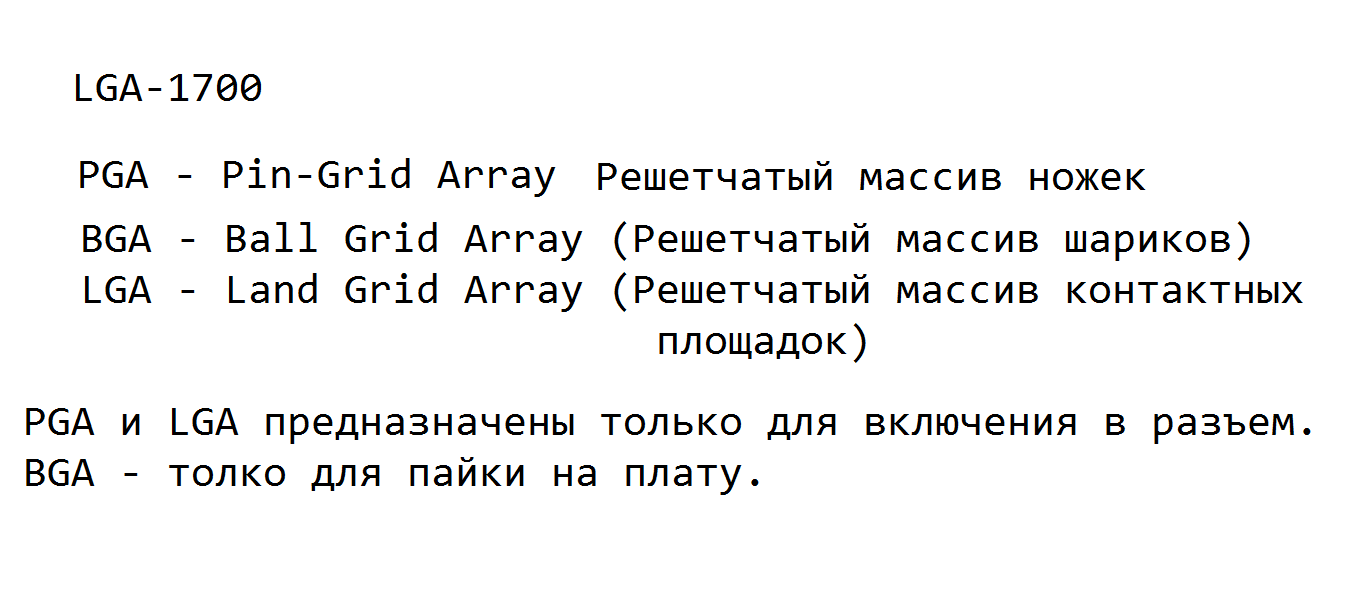 LGA-1700
PGA - Pin-Grid Array Решетчатый массив ножек
BGA - Ball Grid Array (Решетчатый массив шариков)
LGA - Land Grid Array (Решетчатый массив контактных
площадок)
PGA и LGA предназначены только для включения в разъем.
BGA - толко для пайки на плату.